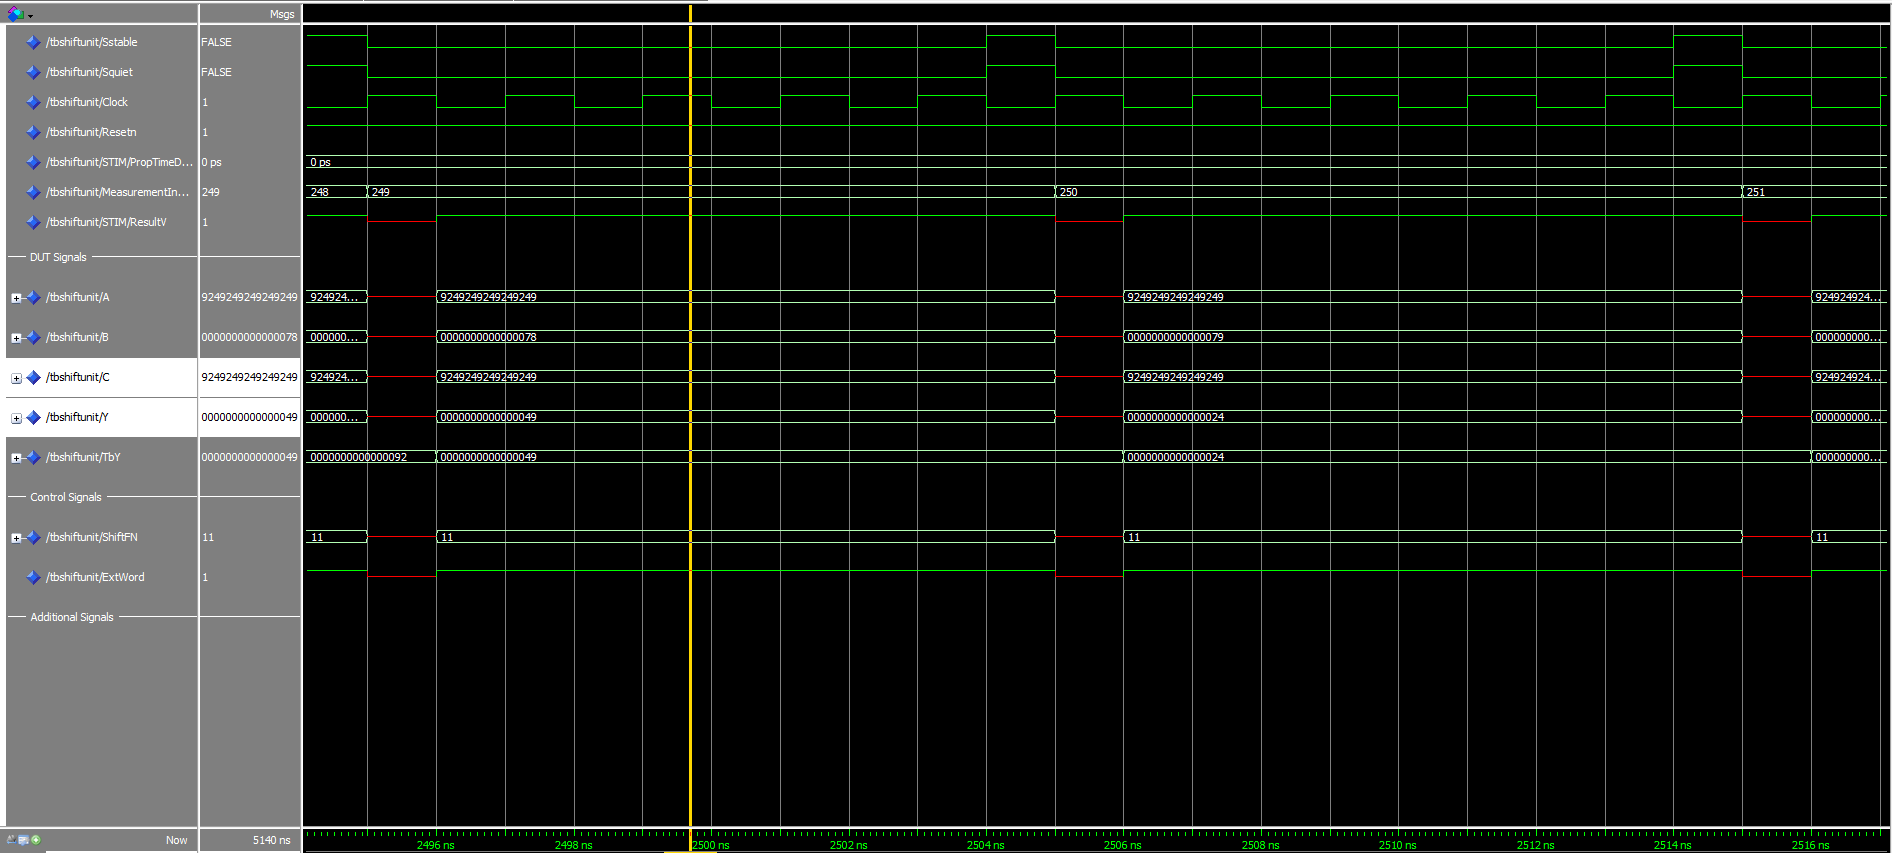 Msgs
/tbshiftunit/Sstable FALSE
/tbshiftunit/Squiet FALSE
/tbshiftunit/Clock 1
/tbshiftunit/Resetn 1
/tbshiftunit/STIM/PropTimeD... 0 ps 0 ps
/tbshiftunit/MeasurementIn... 249 248 249 250 251
/tbshiftunit/STIM/ResultV 1
DUT Signals
/tbshiftunit/A 9249249249249249 924924... 9249249249249249 9249249249249249 924924924...
/tbshiftunit/B 0000000000000078 000000... 0000000000000078 0000000000000079 000000000...
/tbshiftunit/C 9249249249249249 924924... 9249249249249249 9249249249249249 924924924...
/tbshiftunit/Y 0000000000000049 000000... 0000000000000049 0000000000000024 000000000...
/tbshiftunit/TbY 0000000000000049 0000000000000092 0000000000000049 0000000000000024 000000000...
Control Signals
/tbshiftunit/ShiftFN 11 11 11 11 11
/tbshiftunit/ExtWord 1
Additional Signals
Now 5140 ns 2496 ns 2498 ns 2500 ns 2502 ns 2504 ns 2506 ns 2508 ns 2510 ns 2512 ns 2514 ns 2516 ns